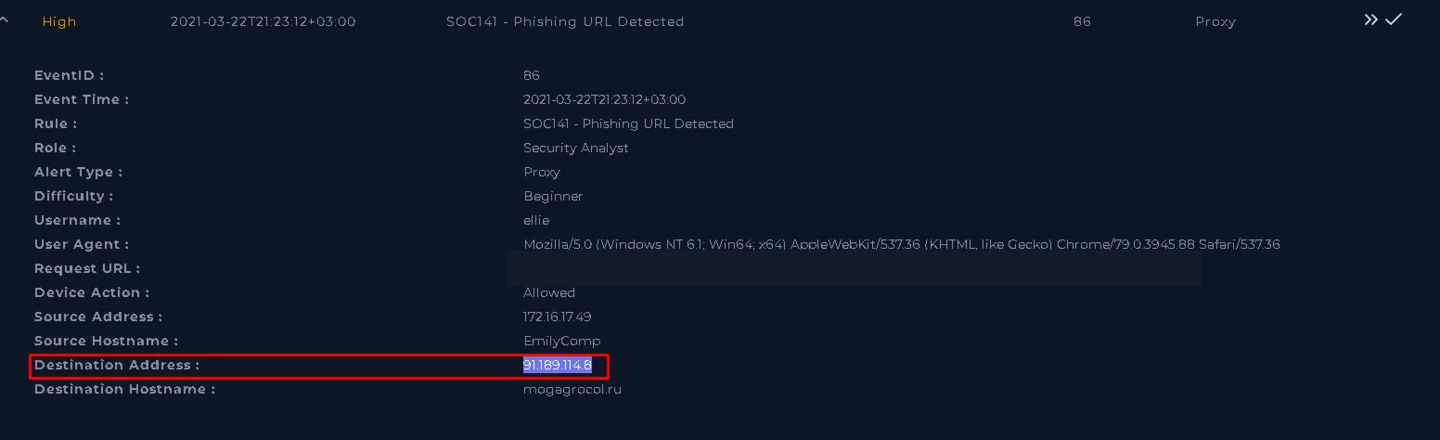 High 2021-03-22T21:23:12+03:00 SOC141 - Phishing URL Detected 86 Proxy
EventID : 86
Event Time : 2021-03-22T21:23:12+03:00
Rule : SOC141 - Phishing URL Detected
Role : Security Analyst
Alert Type : Proxy
Difficulty : Beginner
Username : ellie
User Agent : Mozilla/5.0 (Windows NT 6.1; Win64; x64) AppleWebKit/537.36 (KHTML, like Gecko) Chrome/79.0.3945.88 Safari/537.36
Request URL :
Device Action : Allowed
Source Address : 172.16.17.49
Source Hostname : EmilyComp
Destination Address : 91.189.114.8
Destination Hostname : mogagrocol.ru